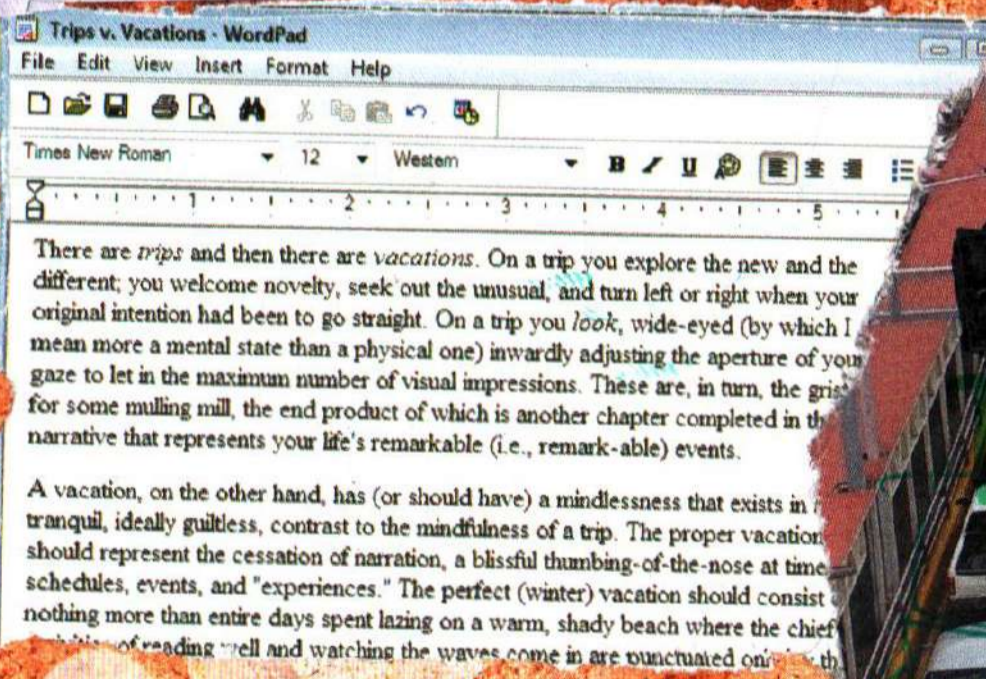 Trips v. Vacations - WordPad
File Edit View Insert Format Help
Times New Roman 12 Western B I U
1 2 3 4 5
There are trips and then there are vacations. On a trip you explore the new and the
different; you welcome novelty, seek out the unusual, and turn left or right when your
original intention had been to go straight. On a trip you look, wide-eyed (by which I
mean more a mental state than a physical one) inwardly adjusting the aperture of your
gaze to let in the maximum number of visual impressions. These are, in turn, the grist
for some mulling mill, the end product of which is another chapter completed in the
narrative that represents your life's remarkable (i.e., remark-able) events.
A vacation, on the other hand, has (or should have) a mindlessness that exists in
tranquil, ideally guiltless, contrast to the mindfulness of a trip. The proper vacation
should represent the cessation of narration, a blissful thumbing-of-the-nose at time,
schedules, events, and "experiences." The perfect (winter) vacation should consist
nothing more than entire days spent lazing on a warm, shady beach where the chief
of reading well and watching the waves come in are punctuated